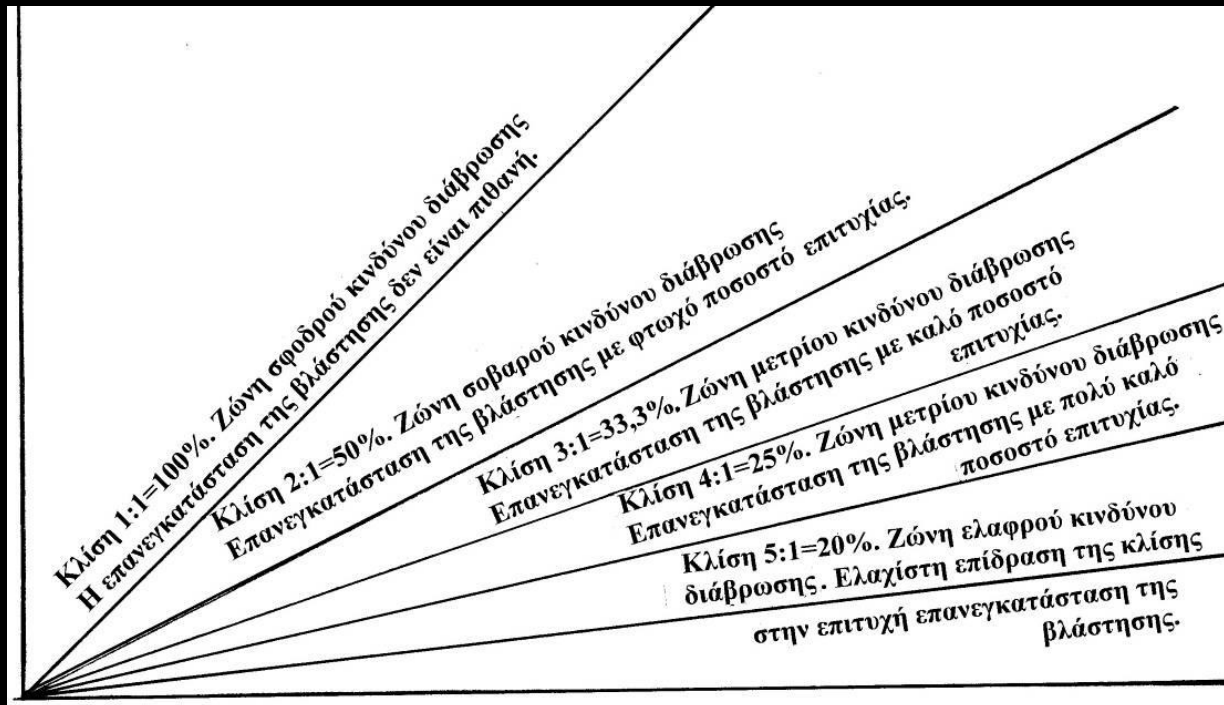 Κλίση 1:1=100%. Ζώνη σφοδρού κινδύνου διάβρωσης
Η επανεγκατάσταση της βλάστησης δεν είναι πιθανή.
Κλίση 2:1=50%. Ζώνη σοβαρού κινδύνου διάβρωσης
Επανεγκατάσταση της βλάστησης με φτωχό ποσοστό επιτυχίας.
Κλίση 3:1=33,3%. Ζώνη μετρίου κινδύνου διάβρωσης
Επανεγκατάσταση της βλάστησης με καλό ποσοστό
επιτυχίας.
Κλίση 4:1=25%. Ζώνη μετρίου κινδύνου διάβρωσης
Επανεγκατάσταση της βλάστησης με πολύ καλό
ποσοστό επιτυχίας.
Κλίση 5:1=20%. Ζώνη ελαφρού κινδύνου
διάβρωσης. Ελαχίστη επίδραση της κλίσης
στην επιτυχή επανεγκατάσταση της
βλάστησης.